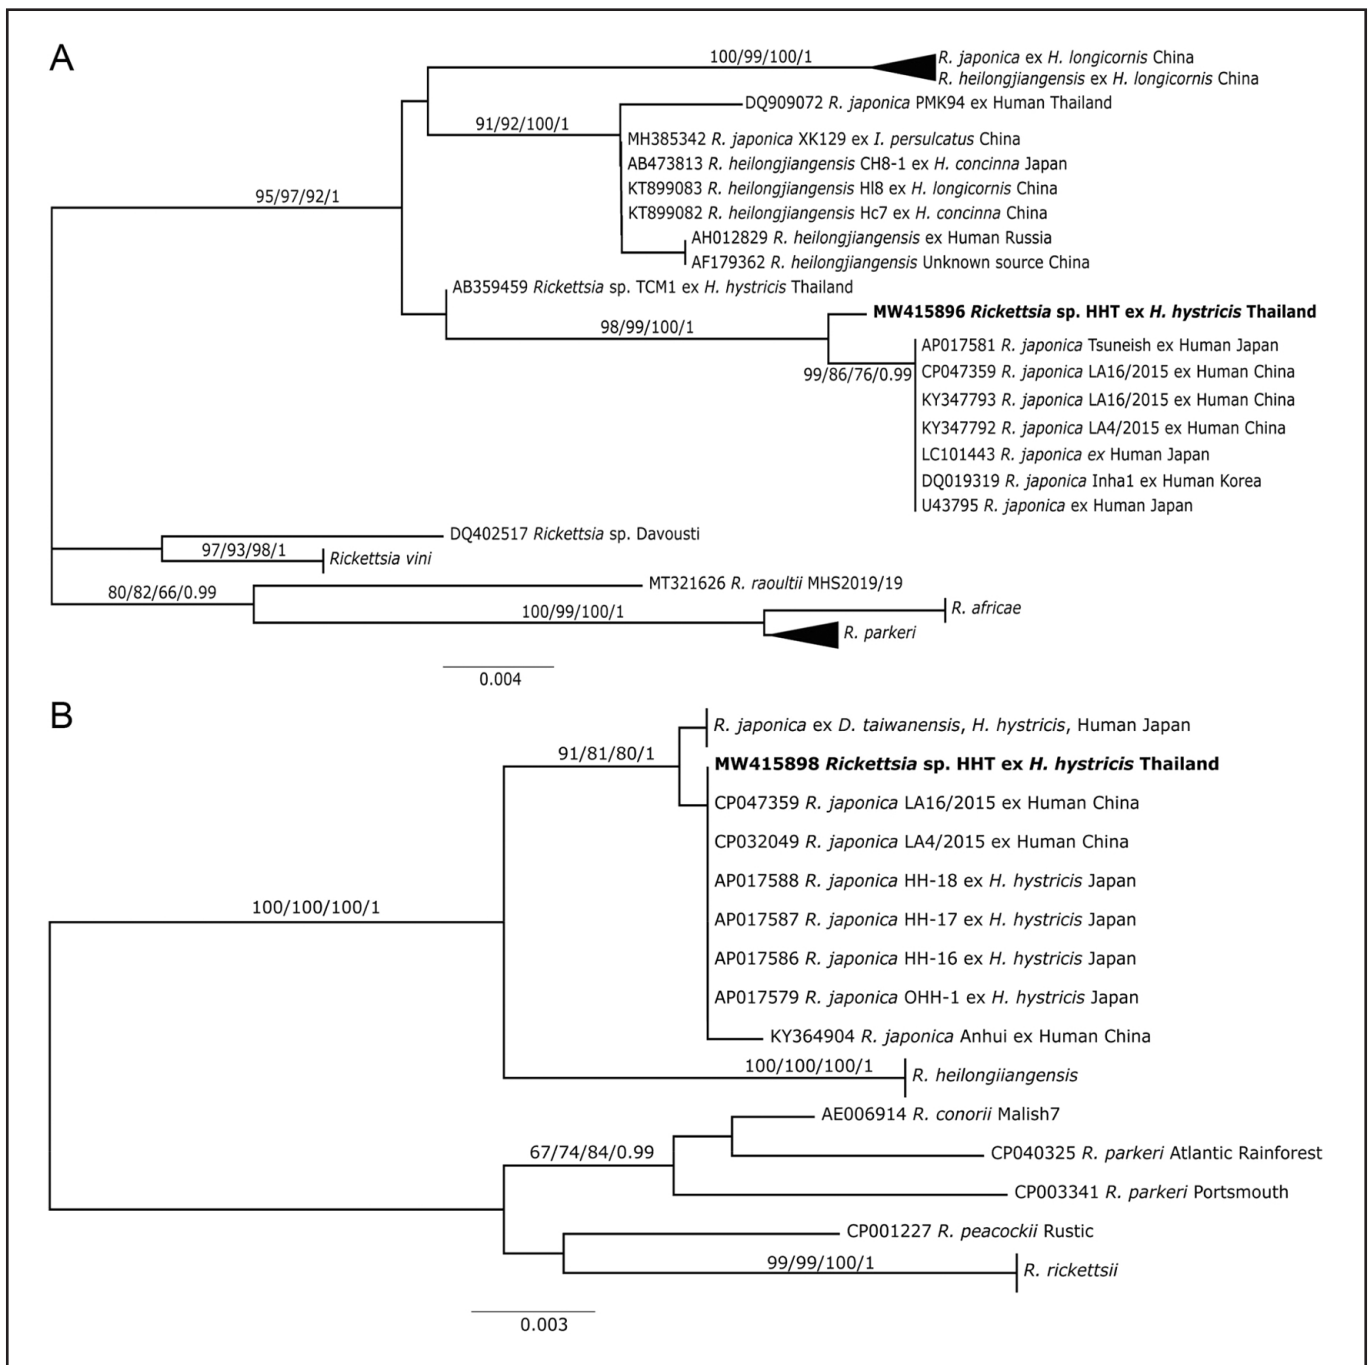 A
100/99/100/1
R. japonica ex H. longicornis China
R. heilongjiangensis ex H. longicornis China
DQ909072 R. japonica PMK94 ex Human Thailand
91/92/100/1
MH385342 R. japonica XK129 ex I. persulcatus China
AB473813 R. heilongjiangensis CH8-1 ex H. concinna Japan
KT899083 R. heilongjiangensis Hl8 ex H. longicornis China
95/97/92/1
KT899082 R. heilongjiangensis Hc7 ex H. concinna China
AH012829 R. heilongjiangensis ex Human Russia
AF179362 R. heilongjiangensis Unknown source China
AB359459 Rickettsia sp. TCM1 ex H. hystricis Thailand
MW415896 Rickettsia sp. HHT ex H. hystricis Thailand
98/99/100/1
AP017581 R. japonica Tsuneish ex Human Japan
99/86/76/0.99
CP047359 R. japonica LA16/2015 ex Human China
KY347793 R. japonica LA16/2015 ex Human China
KY347792 R. japonica LA4/2015 ex Human China
LC101443 R. japonica ex Human Japan
DQ019319 R. japonica Inha1 ex Human Korea
U43795 R. japonica ex Human Japan
DQ402517 Rickettsia sp. Davousti
97/93/98/1
Rickettsia vini
MT321626 R. raoultii MHS2019/19
80/82/66/0.99
100/99/100/1
R. africae
R. parkeri
0.004
B
R. japonica ex D. taiwanensis, H. hystricis, Human Japan
91/81/80/1
MW415898 Rickettsia sp. HHT ex H. hystricis Thailand
CP047359 R. japonica LA16/2015 ex Human China
CP032049 R. japonica LA4/2015 ex Human China
AP017588 R. japonica HH-18 ex H. hystricis Japan
100/100/100/1
AP017587 R. japonica HH-17 ex H. hystricis Japan
AP017586 R. japonica HH-16 ex H. hystricis Japan
AP017579 R. japonica OHH-1 ex H. hystricis Japan
KY364904 R. japonica Anhui ex Human China
100/100/100/1
R. heilongiiangensis
AE006914 R. conorii Malish7
67/74/84/0.99
CP040325 R. parkeri Atlantic Rainforest
CP003341 R. parkeri Portsmouth
CP001227 R. peacockii Rustic
99/99/100/1
R. rickettsii
0.003